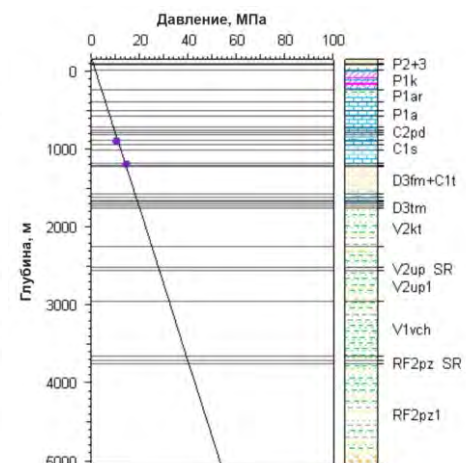 Давление, МПа
0 20 40 60 80 100
Глубина, м
0
1000
2000
3000
4000
5000
P2+3
P1k
P1ar
P1a
C2pd
C1s
D3fm+C1t
D3tm
V2kt
V2up SR
V2up1
V1vch
RF2pz SR
RF2pz1